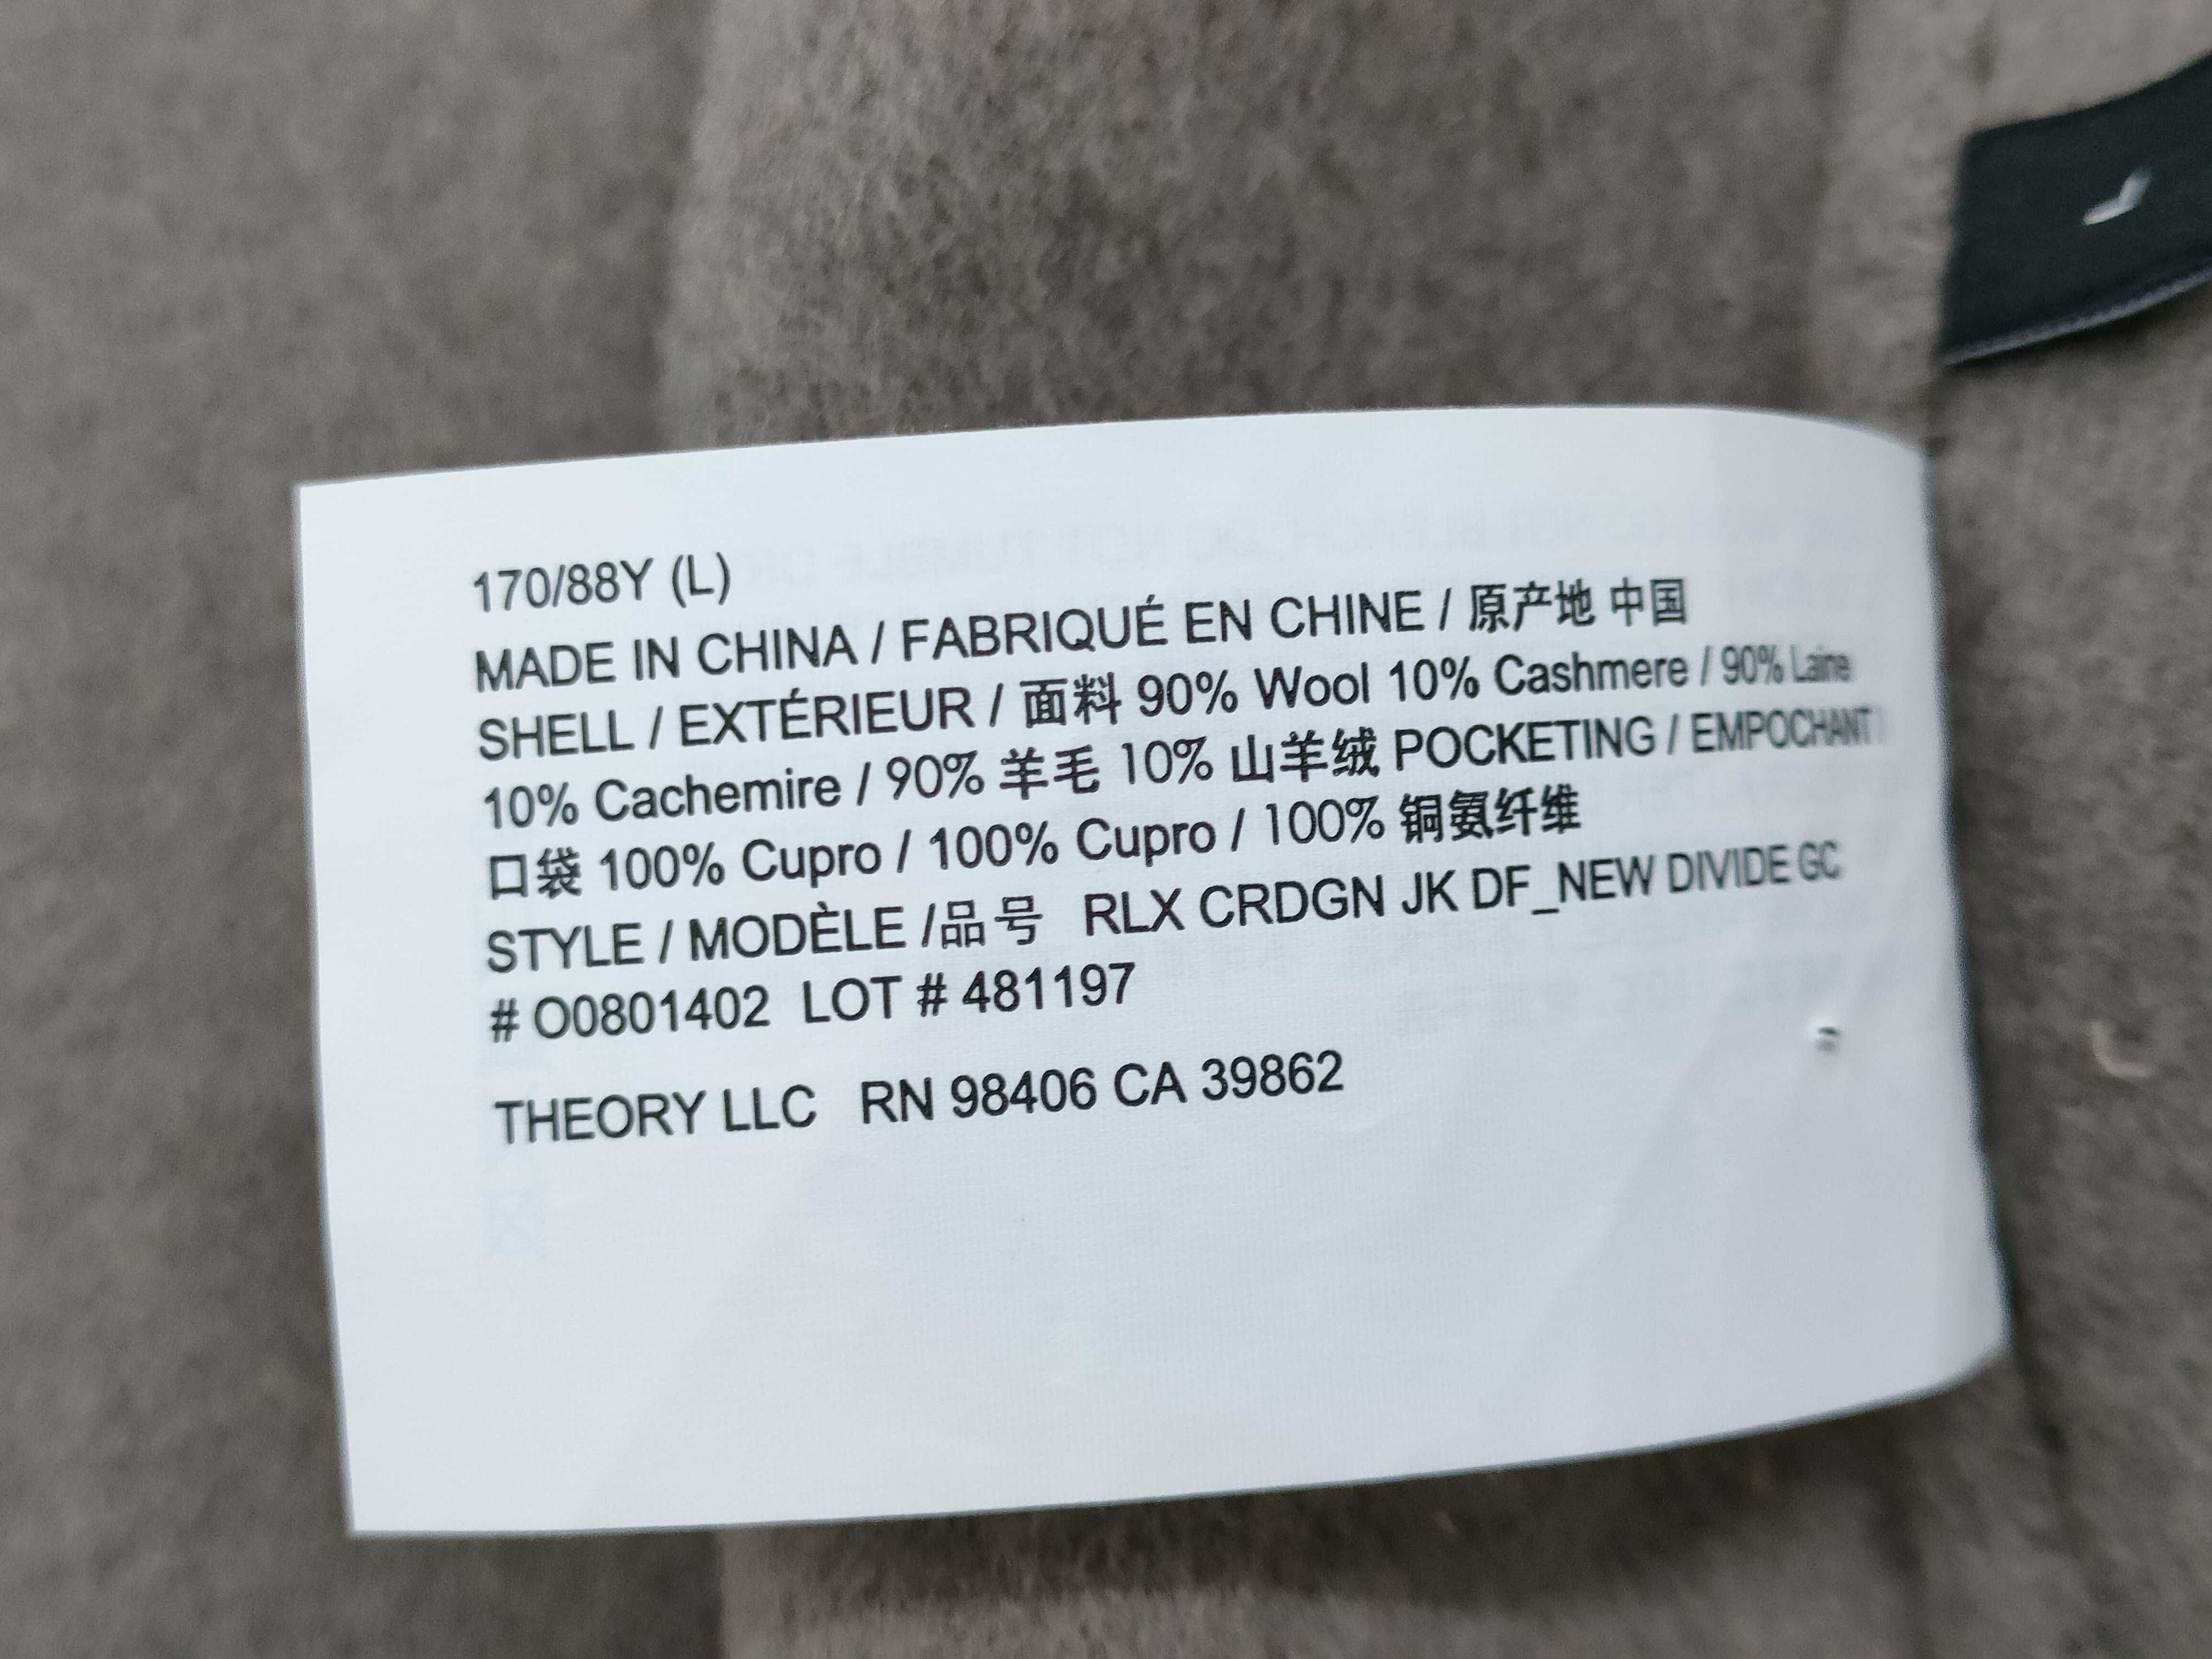 L
170/88Y (L)
MADE IN CHINA / FABRIQUÉ EN CHINE / 原产地 中国
SHELL / EXTÉRIEUR / 面料 90% Wool 10% Cashmere / 90% Laine
10% Cachemire / 90% 羊毛 10% 山羊绒 POCKETING / EMPOCHANT
口袋 100% Cupro / 100% Cupro / 100% 铜氨纤维
STYLE / MODÈLE /品号 RLX CRDGN JK DF_NEW DIVIDE GC
# O0801402 LOT # 481197
THEORY LLC RN 98406 CA 39862